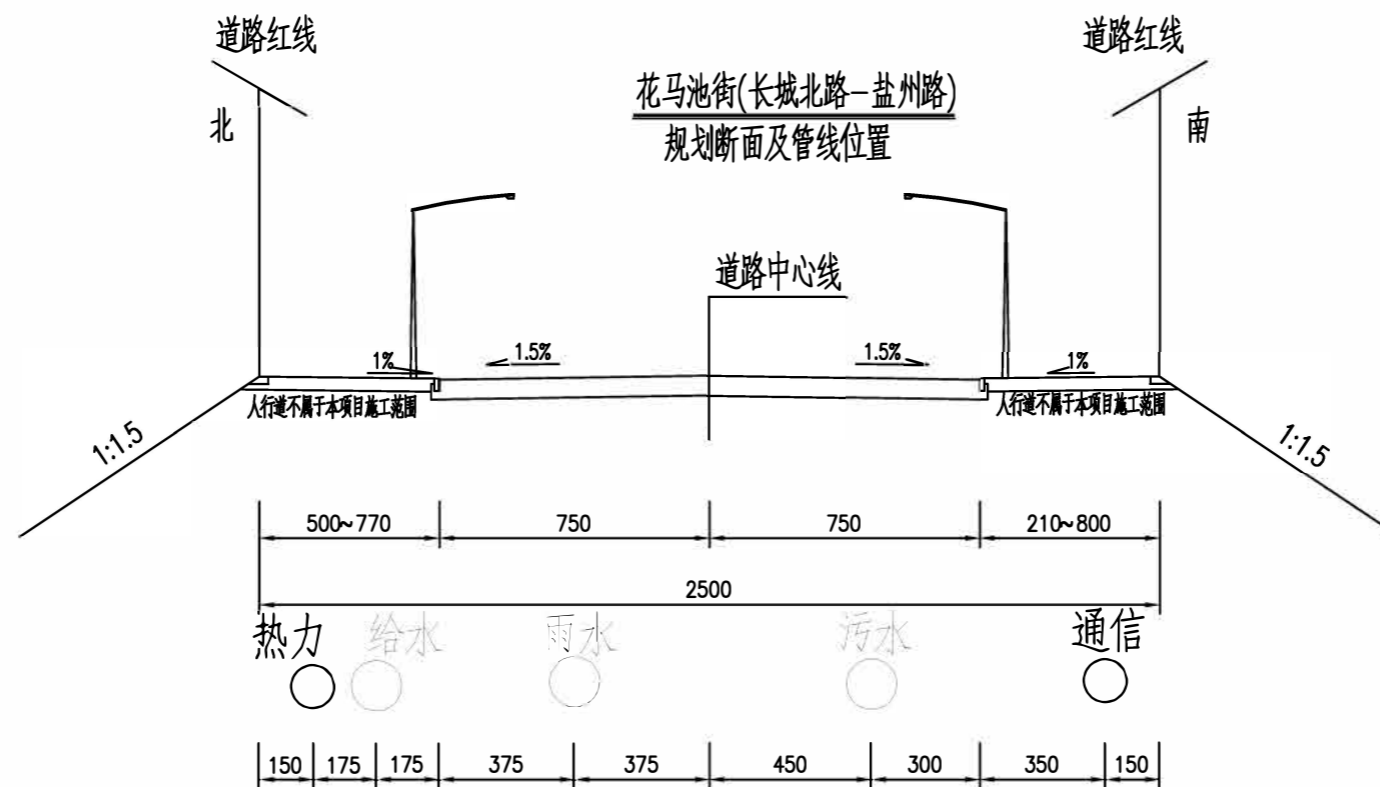 道路红线
道路红线
花马池街(长城北路-盐州路)
北
南
规划断面及管线位置
道路中心线
1%
1.5%
1.5%
1%
人行道不属于本项目施工范围
人行道不属于本项目施工范围
1:1.5
1:1.5
500~770
750
750
210~800
2500
热力
给水
雨水
污水
通信
150
175
175
375
375
450
300
350
150